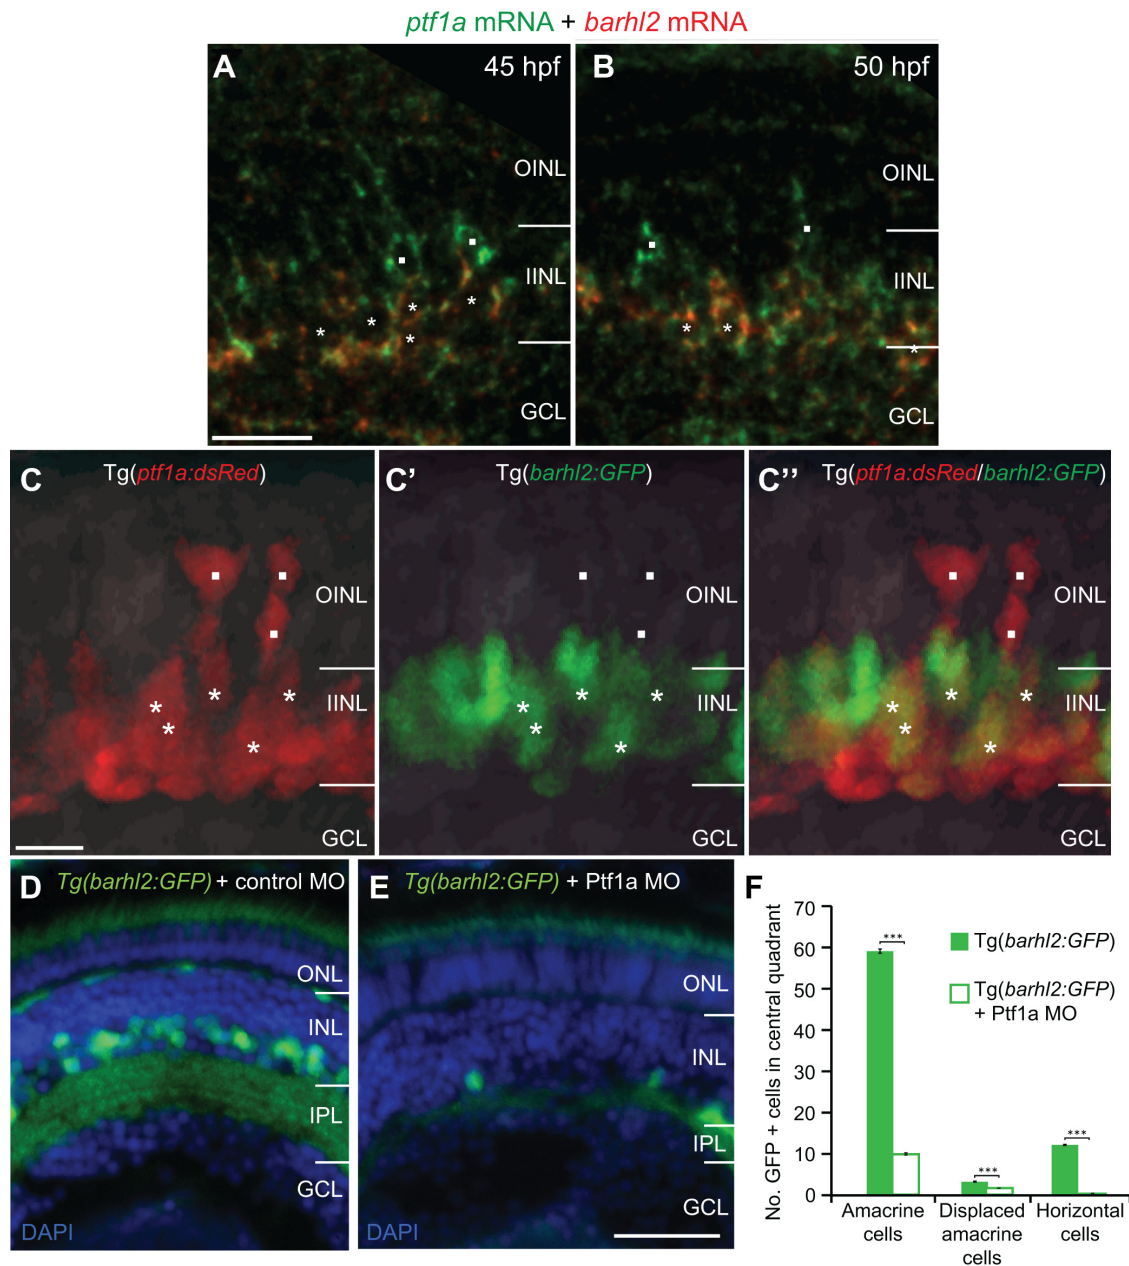 ptf1a mRNA + barhl2 mRNA
A
45 hpf
OINL
IINL
GCL
B
50 hpf
OINL
IINL
GCL
C
Tg(ptf1a:dsRed)
OINL
IINL
GCL
C’
Tg(barhl2:GFP)
OINL
IINL
GCL
C’’
Tg(ptf1a:dsRed/barhl2:GFP)
OINL
IINL
GCL
D
Tg(barhl2:GFP) + control MO
ONL
INL
IPL
GCL
DAPI
E
Tg(barhl2:GFP) + Ptf1a MO
ONL
INL
IPL
GCL
DAPI
F
No. GFP + cells in central quadrant
70
60
50
40
30
20
10
0
***
***
***
Tg(barhl2:GFP)
Tg(barhl2:GFP)
+ Ptf1a MO
Amacrine
cells
Displaced
amacrine
cells
Horizontal
cells